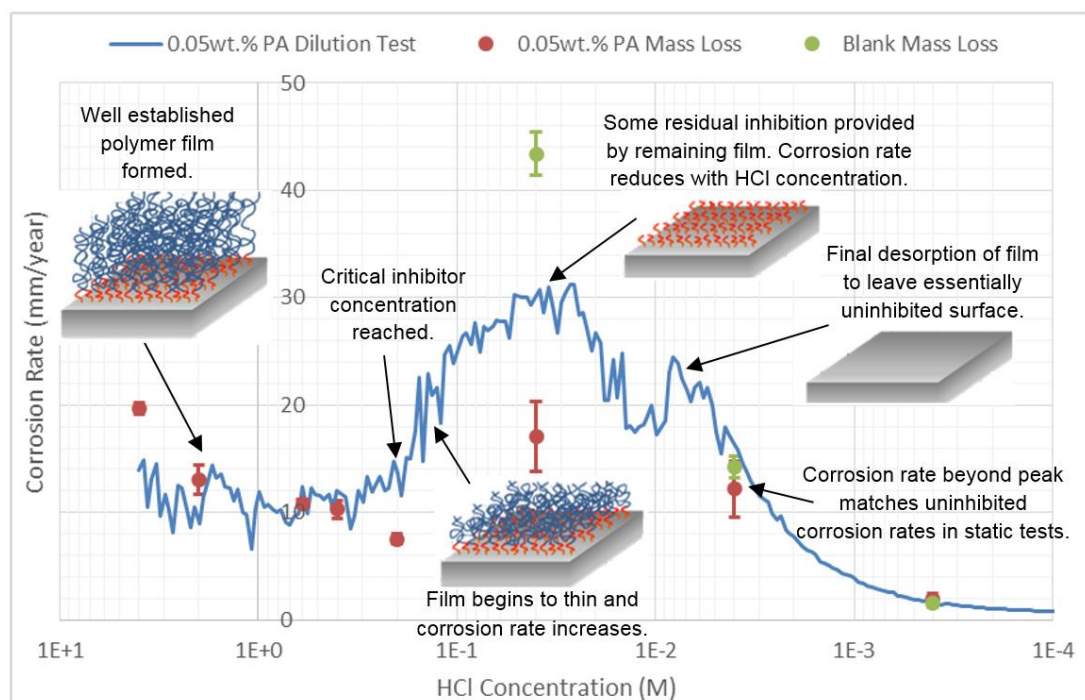 0.05wt.% PA Dilution Test
0.05wt.% PA Mass Loss
Blank Mass Loss
Corrosion Rate (mm/year)
50
40
30
20
10
0
Well established
polymer film
formed.
Critical inhibitor
concentration
reached.
Some residual inhibition provided
by remaining film. Corrosion rate
reduces with HCl concentration.
Final desorption of film
to leave essentially
uninhibited surface.
Corrosion rate beyond peak
matches uninhibited
corrosion rates in static tests.
Film begins to thin and
corrosion rate increases.
1E+1
1E+0
1E-1
1E-2
1E-3
1E-4
HCl Concentration (M)